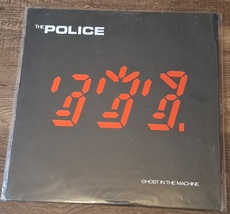 THE POLICE
GHOST IN THE MACHINE